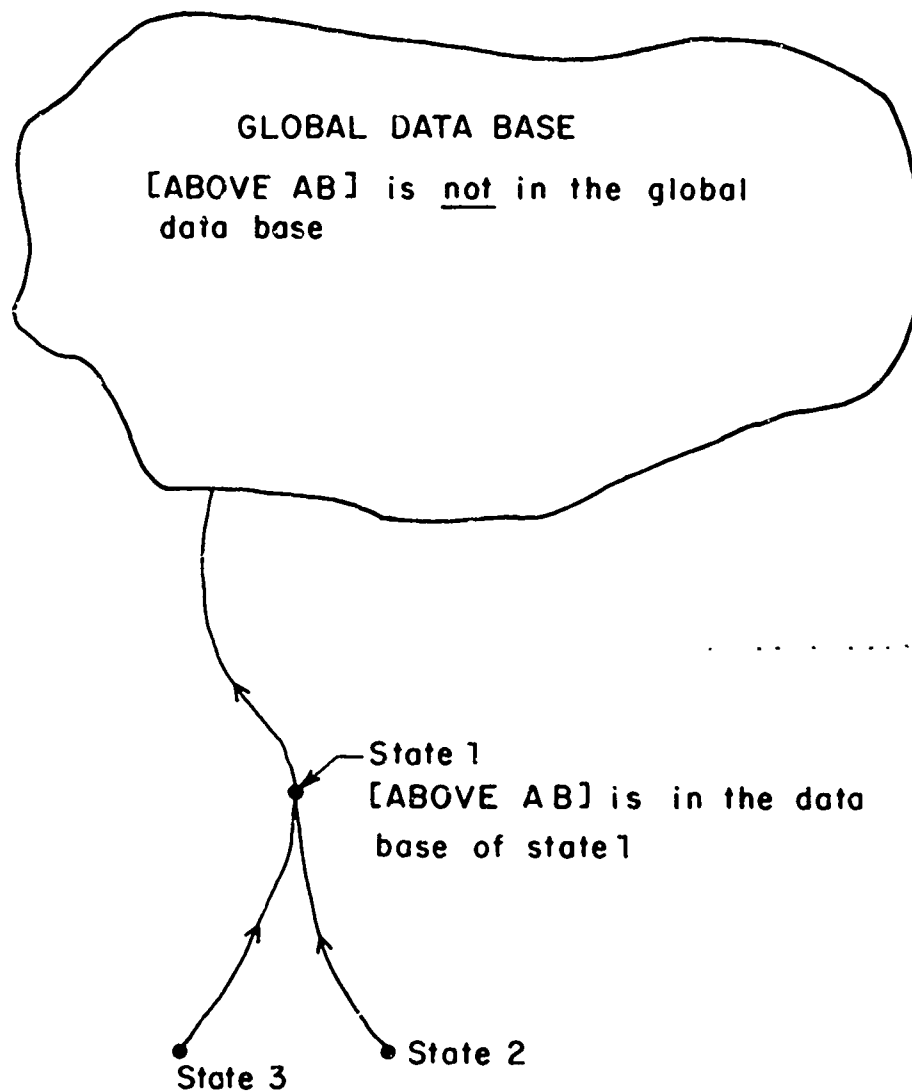 GLOBAL DATA BASE
[ABOVE AB] is not in the global
data base
State 1
[ABOVE AB] is in the data
base of state 1
State 2
State 3